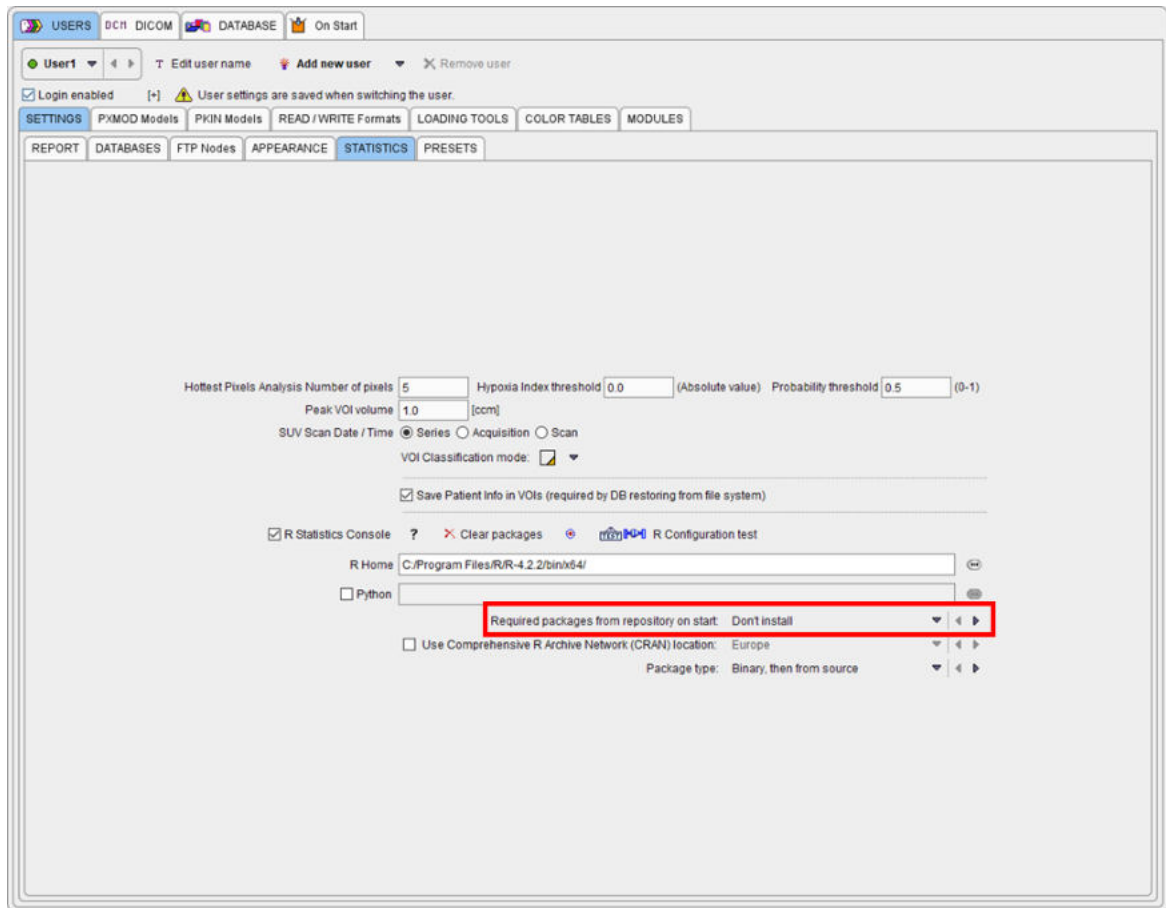 USERS DCM DICOM DATABASE On Start
User1 T Edit user name Add new user Remove user
Login enabled [+] User settings are saved when switching the user.
SETTINGS PXMOD Models PKIN Models READ / WRITE Formats LOADING TOOLS COLOR TABLES MODULES
REPORT DATABASES FTP Nodes APPEARANCE STATISTICS PRESETS
Hottest Pixels Analysis Number of pixels 5 Hypoxia Index threshold 0.0 (Absolute value) Probability threshold 0.5 (0-1)
Peak VOI volume 1.0 [ccm]
SUV Scan Date / Time Series Acquisition Scan
VOI Classification mode:
Save Patient Info in VOIs (required by DB restoring from file system)
R Statistics Console ? Clear packages TEST R Configuration test
R Home C:/Program Files/R/R-4.2.2/bin/x64/
Python
Required packages from repository on start: Don't install
Use Comprehensive R Archive Network (CRAN) location: Europe
Package type: Binary, then from source